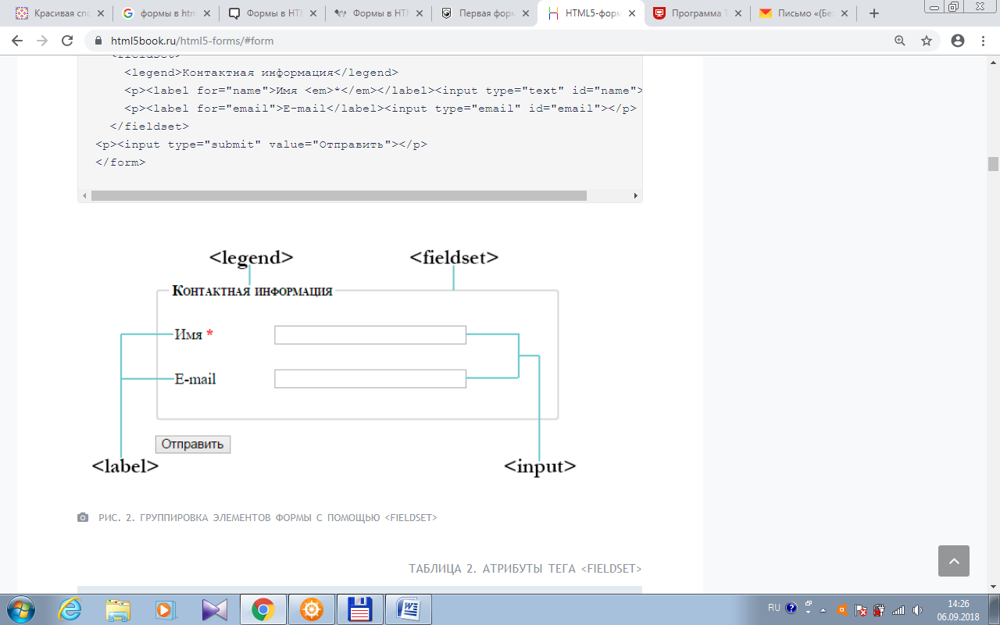 Красивая спо
формы в htm
Формы в HTM
Формы в HTM
Первая форм
HTML5-форм
Программа T
Письмо «(Без
html5book.ru/html5-forms/#form
<fieldset>
<legend>Контактная информация</legend>
<p><label for="name">Имя <em>*</em></label><input type="text" id="name">
<p><label for="email">E-mail</label><input type="email" id="email"></p>
</fieldset>
<p><input type="submit" value="Отправить"></p>
</form>
<legend> <fieldset>
КОНТАКТНАЯ ИНФОРМАЦИЯ
Имя *
E-mail
Отправить
<label> <input>
РИС. 2. ГРУППИРОВКА ЭЛЕМЕНТОВ ФОРМЫ С ПОМОЩЬЮ <FIELDSET>
ТАБЛИЦА 2. АТРИБУТЫ ТЕГА <FIELDSET>
RU
14:26
06.09.2018